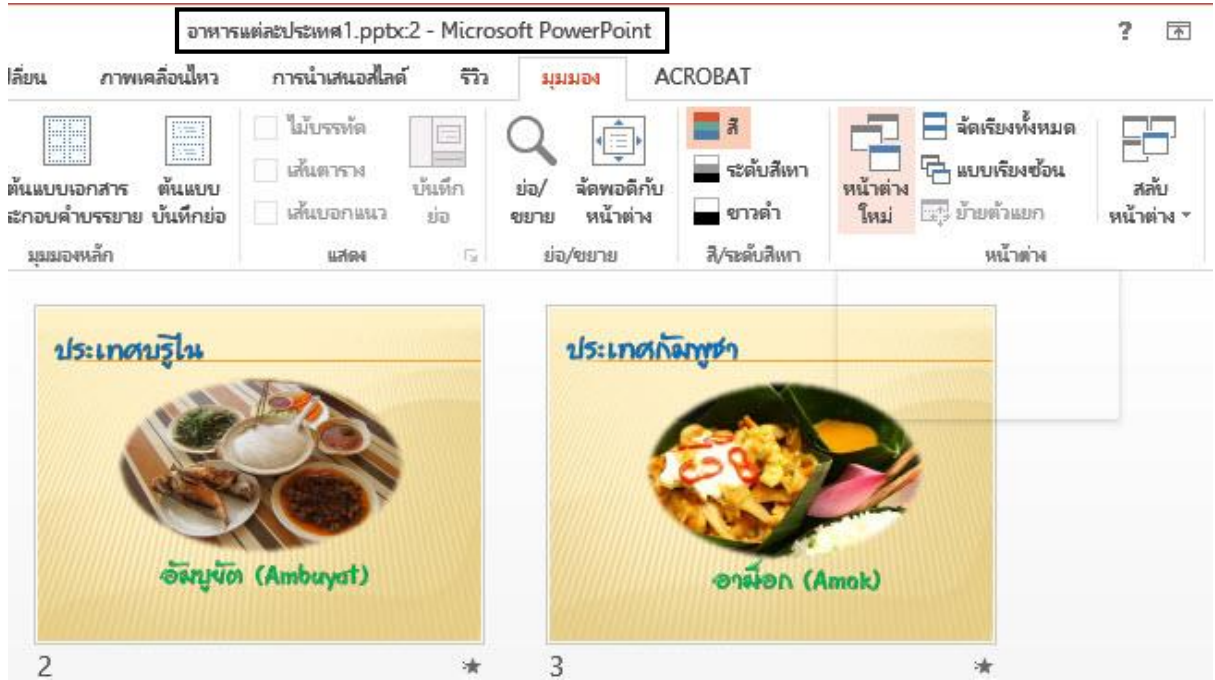 อาหารแต่ละประเทศ1.pptx:2 - Microsoft PowerPoint
?
ปลี่ยน ภาพเคลื่อนไหว การนำเสนอสไลด์ รีวิว มุมมอง ACROBAT
ต้นแบบเอกสาร
ระกอบคำบรรยาย
ต้นแบบ
บันทึกย่อ
มุมมองหลัก
ไม้บรรทัด
เส้นตาราง
เส้นบอกแนว
บันทึก
ย่อ
แสดง
ย่อ/
ขยาย
จัดพอดีกับ
หน้าต่าง
ย่อ/ขยาย
สี
ระดับสีเทา
ขาวดำ
สี/ระดับสีเทา
หน้าต่าง
ใหม่
จัดเรียงทั้งหมด
แบบเรียงซ้อน
ย้ายตัวแยก
สลับ
หน้าต่าง
หน้าต่าง
ประเทศบรูไน
อัมบูยัต (Ambuyat)
2
ประเทศกัมพูชา
อาม็อก (Amok)
3